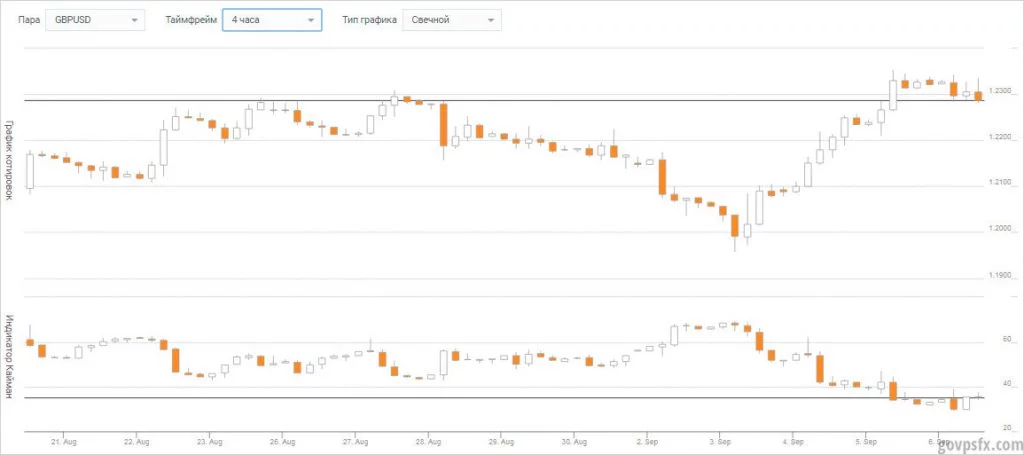 Пара GBPUSD Таймфрейм 4 часа Тип графика Свечной
График котировок
1.2300
1.2200
1.2100
1.2000
1.1900
Индикатор Кайман
60
40
20
21. Aug 22. Aug 23. Aug 26. Aug 27. Aug 28. Aug 29. Aug 30. Aug 2. Sep 3. Sep 4. Sep 5. Sep 6. Sep
govpsfx.com